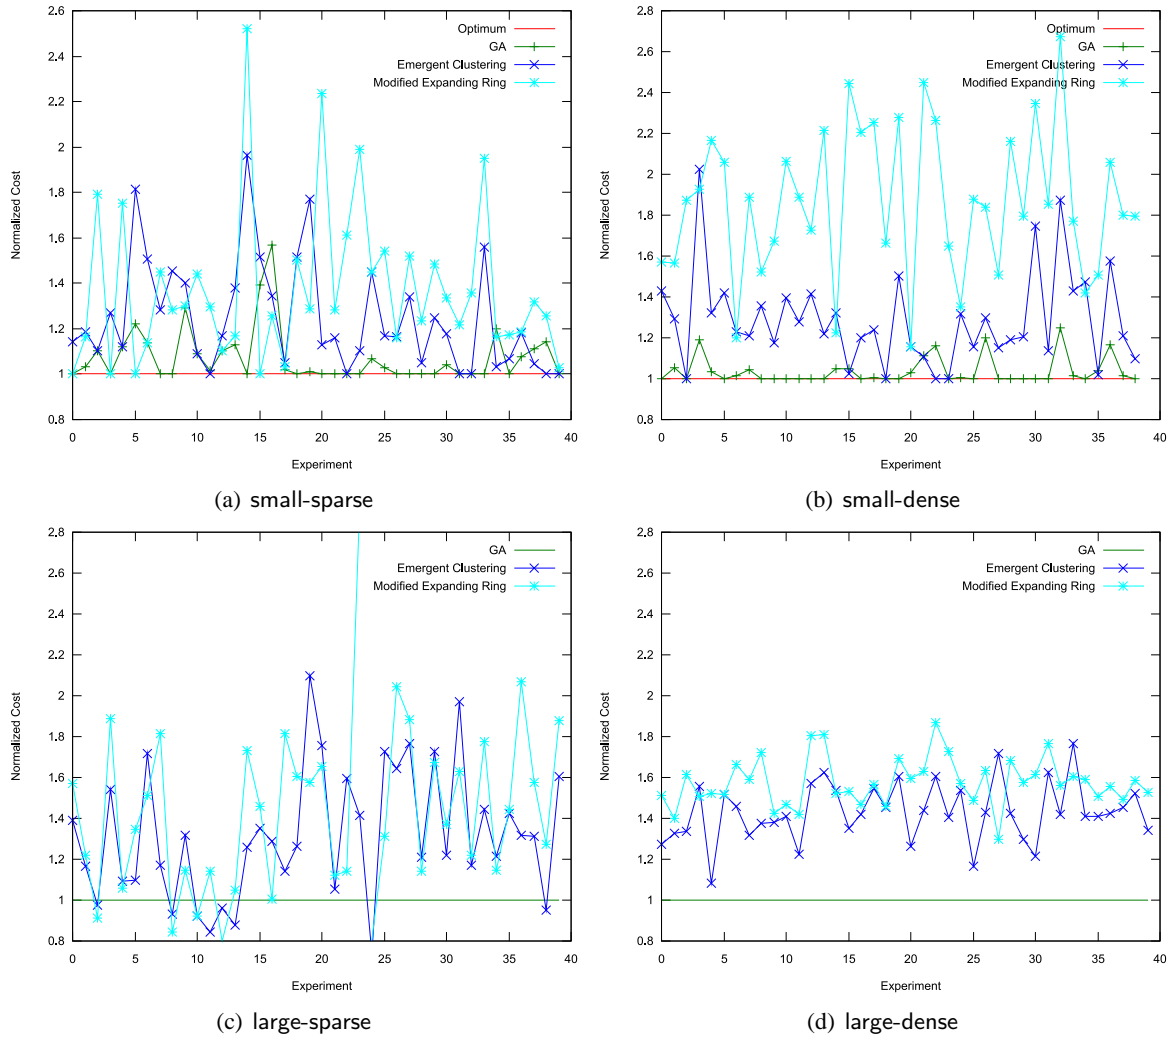 2.6
2.4
2.2
2
1.8
1.6
1.4
1.2
1
0.8
Normalized Cost
Optimum
GA
Emergent Clustering
Modified Expanding Ring
0 5 10 15 20 25 30 35 40
Experiment
(a) small-sparse
2.8
2.6
2.4
2.2
2
1.8
1.6
1.4
1.2
1
0.8
Normalized Cost
Optimum
GA
Emergent Clustering
Modified Expanding Ring
0 5 10 15 20 25 30 35 40
Experiment
(b) small-dense
2.8
2.6
2.4
2.2
2
1.8
1.6
1.4
1.2
1
0.8
Normalized Cost
GA
Emergent Clustering
Modified Expanding Ring
0 5 10 15 20 25 30 35 40
Experiment
(c) large-sparse
2.8
2.6
2.4
2.2
2
1.8
1.6
1.4
1.2
1
0.8
Normalized Cost
GA
Emergent Clustering
Modified Expanding Ring
0 5 10 15 20 25 30 35 40
Experiment
(d) large-dense